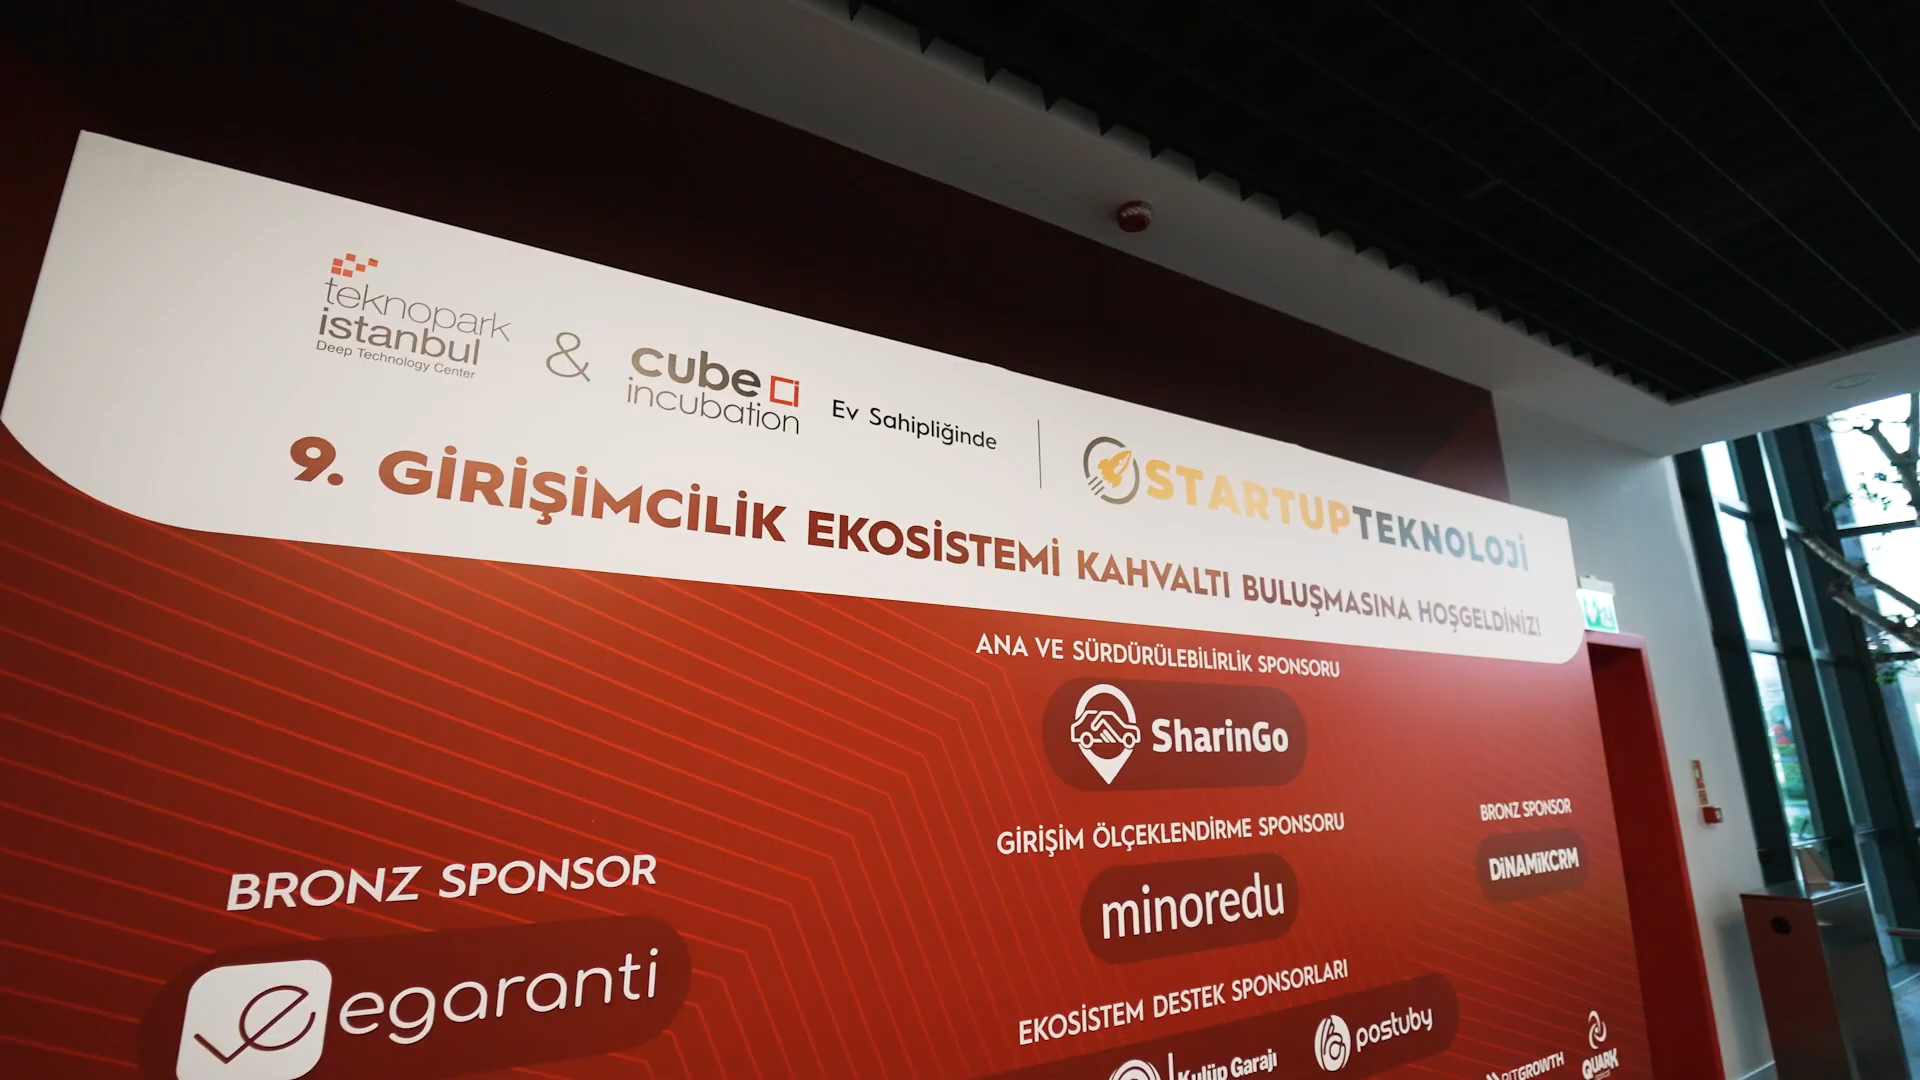 teknopark
istanbul
Deep Technology Center
&
cube
incubation
Ev Sahipliğinde
STARTUPTEKNOLOJİ
9. GİRİŞİMCİLİK EKOSİSTEMİ KAHVALTI BULUŞMASINA HOŞGELDİNİZ!
ANA VE SÜRDÜRÜLEBİLİRLİK SPONSORU
SharinGo
GİRİŞİM ÖLÇEKLENDİRME SPONSORU
minoredu
BRONZ SPONSOR
DİNAMİKCRM
BRONZ SPONSOR
egaranti
EKOSİSTEM DESTEK SPONSORLARI
Kulüp Garajı
postuby
BITGROWTH
QUARK